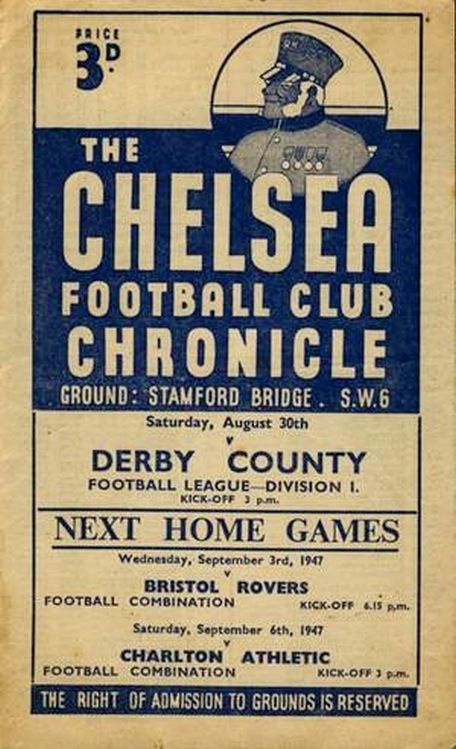 PRICE
3D.
RH
THE
CHELSEA
FOOTBALL CLUB
CHRONICLE
GROUND: STAMFORD BRIDGE. S.W.6
Saturday, August 30th
v
DERBY COUNTY
FOOTBALL LEAGUE—DIVISION I.
KICK-OFF 3 p.m.
NEXT HOME GAMES
Wednesday, September 3rd, 1947
v
BRISTOL ROVERS
FOOTBALL COMBINATION KICK-OFF 6.15 p.m.
Saturday, September 6th, 1947
v
CHARLTON ATHLETIC
FOOTBALL COMBINATION KICK-OFF 3 p.m.
THE RIGHT OF ADMISSION TO GROUNDS IS RESERVED